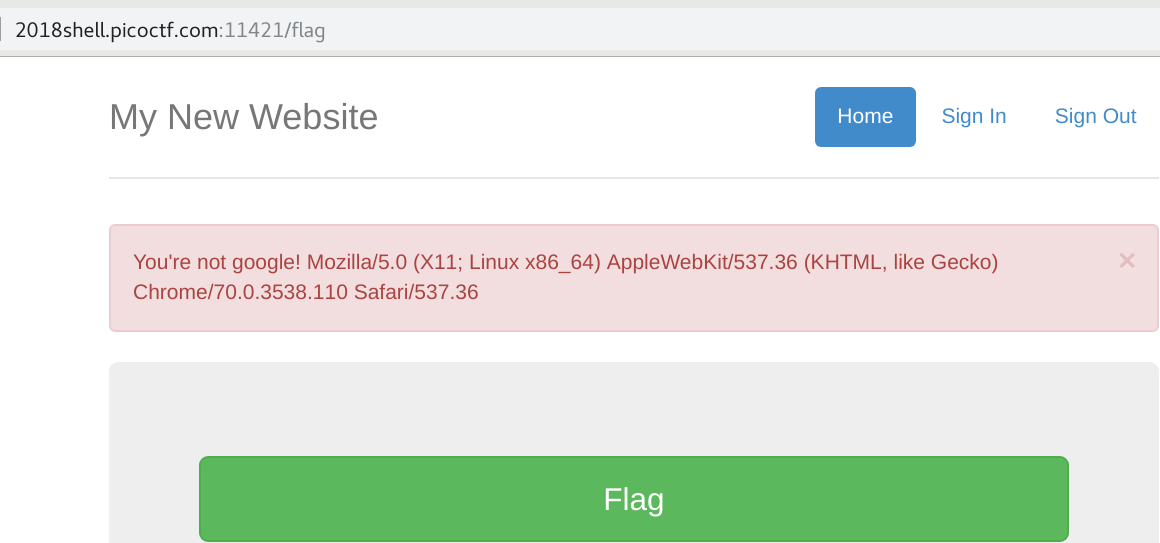 2018shell.picoctf.com:11421/flag
My New Website
Home
Sign In
Sign Out
You're not google! Mozilla/5.0 (X11; Linux x86_64) AppleWebKit/537.36 (KHTML, like Gecko)
Chrome/70.0.3538.110 Safari/537.36
×
Flag